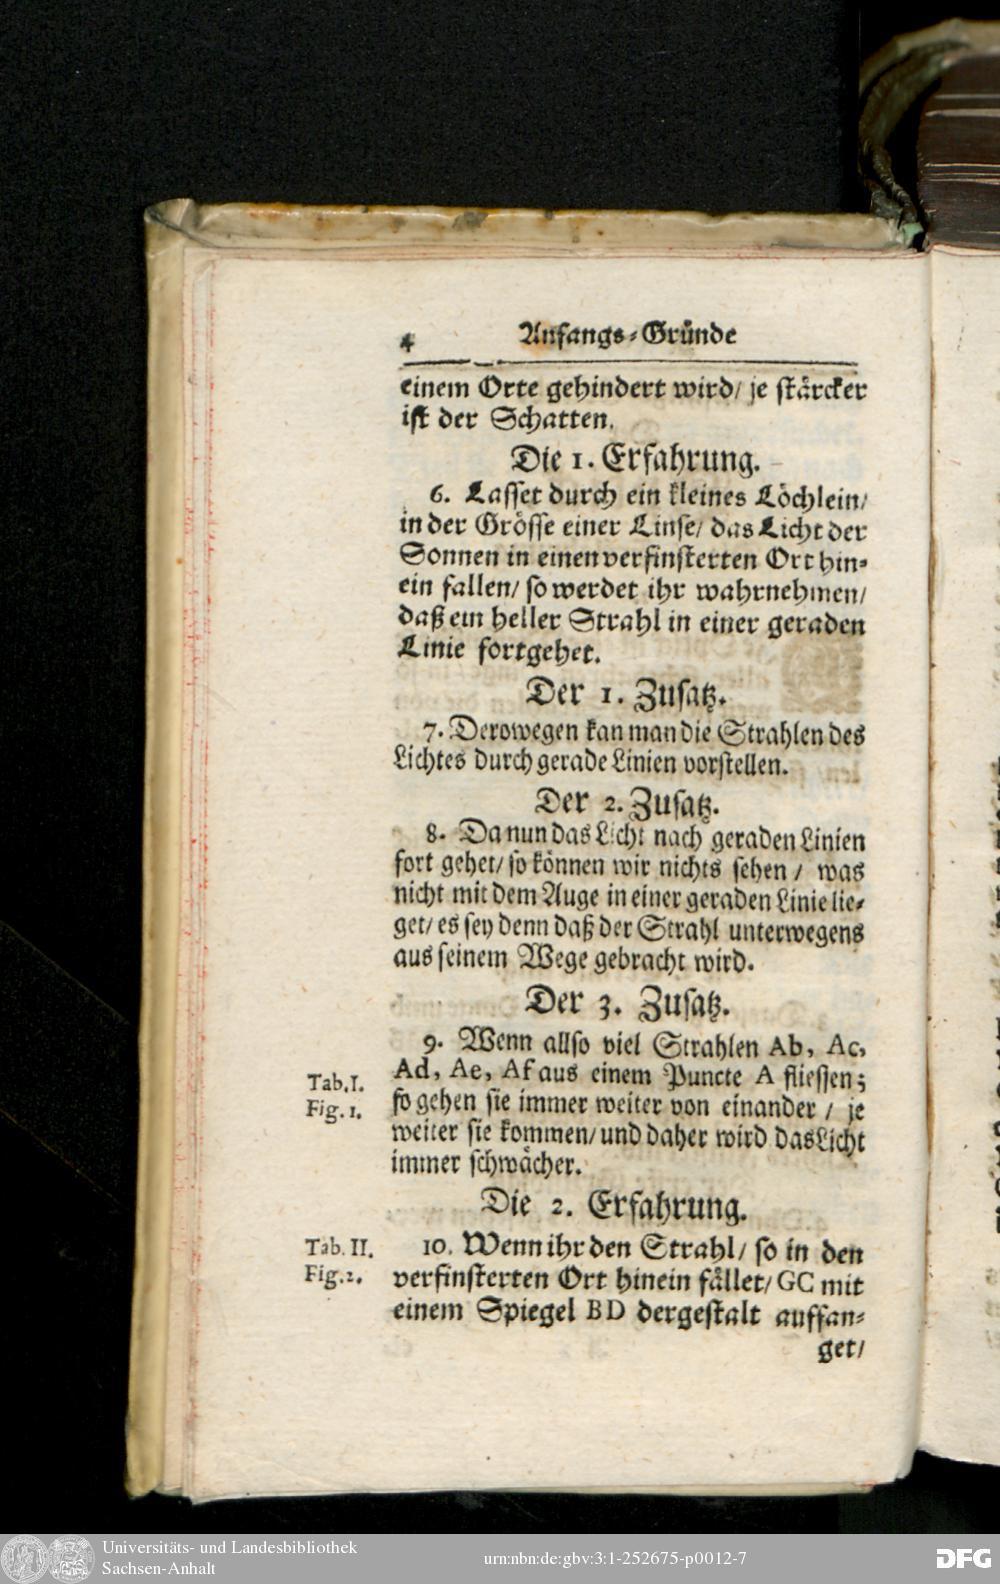 4 Anfangs-Gründe
einem Orte gehindert wird/ je stärcker
ist der Schatten.
Die 1. Erfahrung.
6. Lasset durch ein kleines Löchlein/
in der Grösse einer Linse/ das Licht der
Sonnen in einen verfinsterten Ort hin-
ein fallen/ so werdet ihr wahrnehmen/
daß ein heller Strahl in einer geraden
Linie fortgehet.
Der 1. Zusatz.
7. Derowegen kan man die Strahlen des
Lichtes durch gerade Linien vorstellen.
Der 2. Zusatz.
8. Da nun das Licht nach geraden Linien
fort gehet/ so können wir nichts sehen/ was
nicht mit dem Auge in einer geraden Linie lie-
get/ es sey denn daß der Strahl unterwegens
aus seinem Wege gebracht wird.
Der 3. Zusatz.
9. Wenn allso viel Strahlen Ab, Ac,
Ad, Ae, Af aus einem Puncte A fliessen;
so gehen sie immer weiter von einander / je
weiter sie kommen/ und daher wird das Licht
immer schwächer.
Tab. I.
Fig. 1.
Die 2. Erfahrung.
10. Wenn ihr den Strahl/ so in den
verfinsterten Ort hinein fället/ GC mit
einem Spiegel BD dergestalt auffan-
get/
Tab. II.
Fig. 2.
Universitäts- und Landesbibliothek
Sachsen-Anhalt
urn:nbn:de:gbv:3:1-252675-p0012-7
DFG